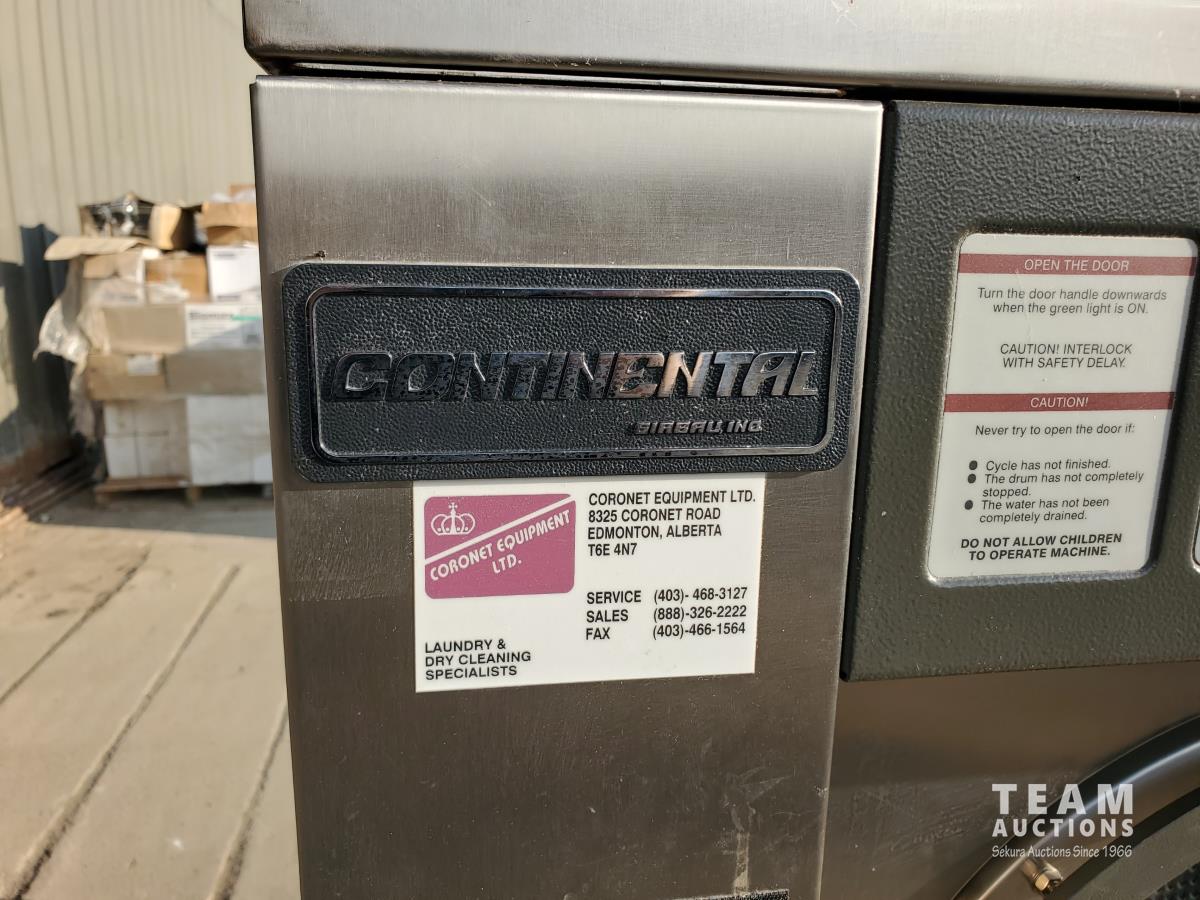 CONTINENTAL
GIRBAU, INC.
CORONET EQUIPMENT
LTD.
CORONET EQUIPMENT LTD.
8325 CORONET ROAD
EDMONTON, ALBERTA
T6E 4N7
SERVICE (403)- 468-3127
SALES (888)-326-2222
FAX (403)-466-1564
LAUNDRY &
DRY CLEANING
SPECIALISTS
OPEN THE DOOR
Turn the door handle downwards
when the green light is ON.
CAUTION! INTERLOCK
WITH SAFETY DELAY.
CAUTION!
Never try to open the door if:
● Cycle has not finished.
● The drum has not completely
stopped.
● The water has not been
completely drained.
DO NOT ALLOW CHILDREN
TO OPERATE MACHINE.
TEAM
AUCTIONS
Sekura Auctions Since 1966